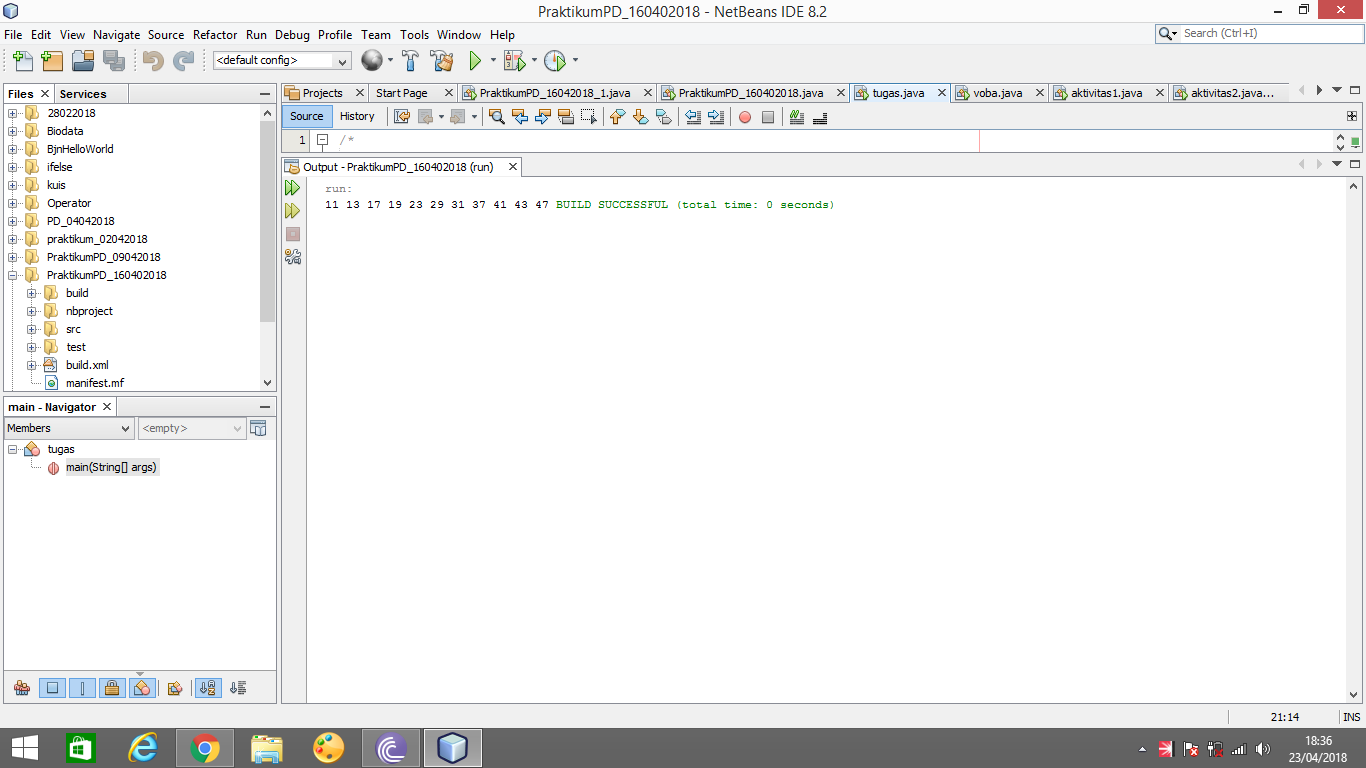 PraktikumPD_160402018 - NetBeans IDE 8.2
File Edit View Navigate Source Refactor Run Debug Profile Team Tools Window Help
Search (Ctrl+I)
<default config>
Files Services
28022018
Biodata
BjnHelloWorld
ifelse
kuis
Operator
PD_04042018
praktikum_02042018
PraktikumPD_09042018
PraktikumPD_160402018
build
nbproject
src
test
build.xml
manifest.mf
main - Navigator
Members <empty>
tugas
main(String[] args)
Projects Start Page PraktikumPD_16042018_1.java PraktikumPD_160402018.java tugas.java voba.java aktivitas1.java aktivitas2.java...
Source History
1 /*
Output - PraktikumPD_160402018 (run)
run:
11 13 17 19 23 29 31 37 41 43 47 BUILD SUCCESSFUL (total time: 0 seconds)
21:14 INS
18:36
23/04/2018